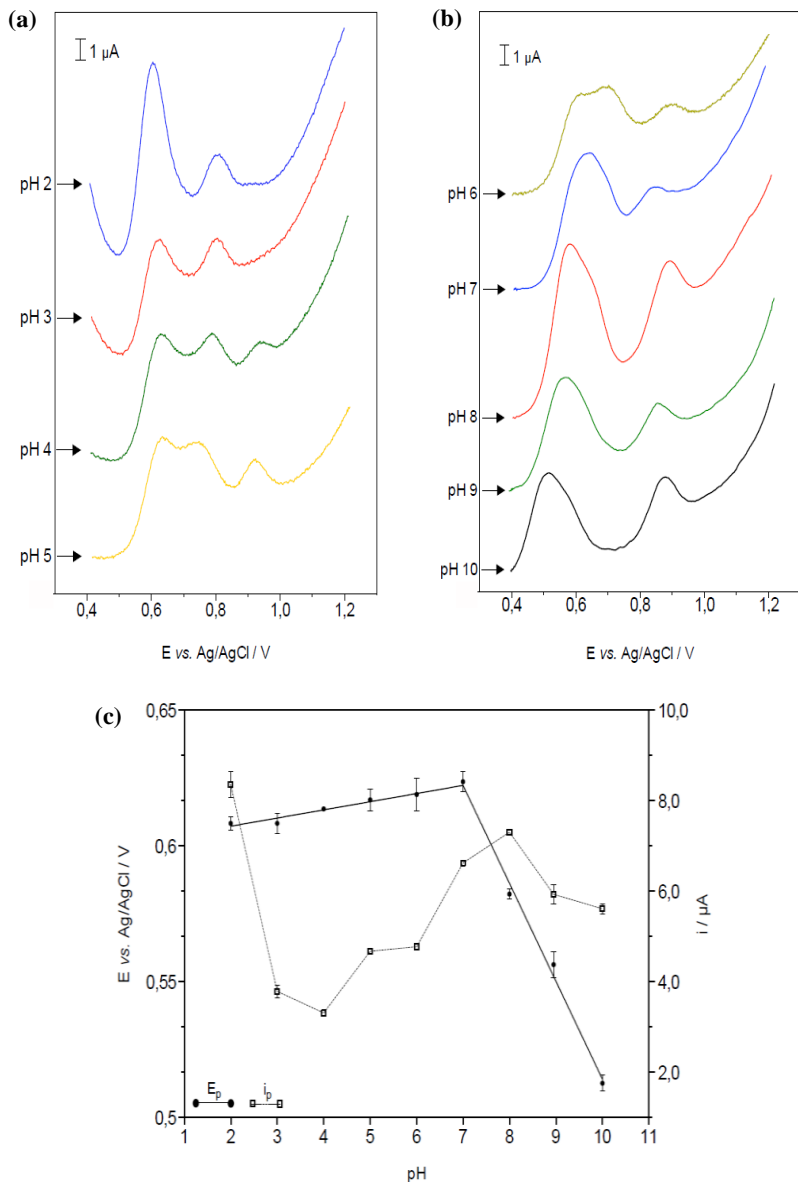 (a)
1 µA
pH 2
pH 3
pH 4
pH 5
0,4 0,6 0,8 1,0 1,2
E vs. Ag/AgCl / V
(b)
1 µA
pH 6
pH 7
pH 8
pH 9
pH 10
0,4 0,6 0,8 1,0 1,2
E vs. Ag/AgCl / V
(c)
0,65
0,6
0,55
0,5
E vs. Ag/AgCl / V
10,0
8,0
6,0
4,0
2,0
i / µA
Ep ip
1 2 3 4 5 6 7 8 9 10 11
pH